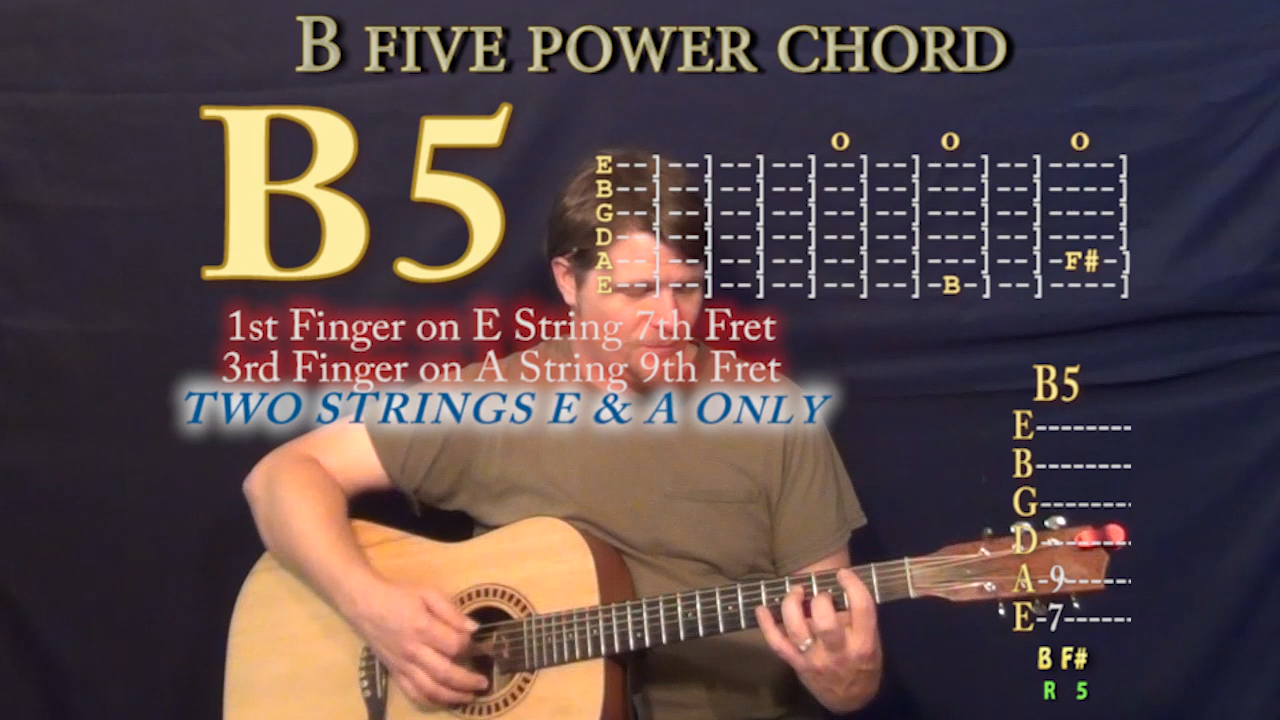 B FIVE POWER CHORD
B5
O O O
E--]--]--]--]--]--]---]--]----]
B--]--]--]--]--]--]---]--]----]
G--]--]--]--]--]--]---]--]----]
D--]--]--]--]--]--]---]--]----]
A--]--]--]--]--]--]---]--]-F#-]
E--]--]--]--]--]--]-B-]--]----]
1st Finger on E String 7th Fret
3rd Finger on A String 9th Fret
TWO STRINGS E & A ONLY
B5
E--------
B--------
G--------
D--------
A-9------
E-7------
B F#
R 5